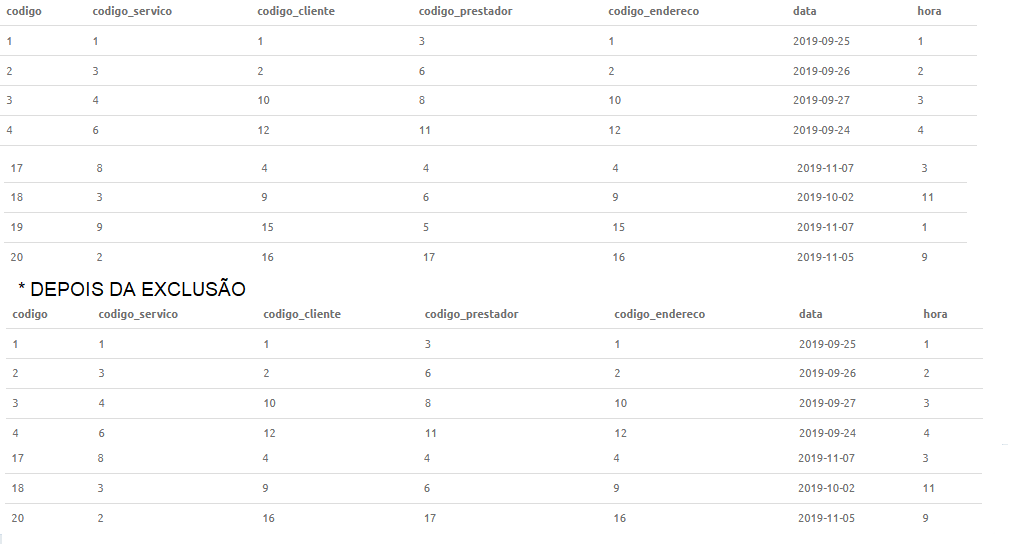 codigo codigo_servico codigo_cliente codigo_prestador codigo_endereco data hora
1 1 1 3 1 2019-09-25 1
2 3 2 6 2 2019-09-26 2
3 4 10 8 10 2019-09-27 3
4 6 12 11 12 2019-09-24 4
17 8 4 4 4 2019-11-07 3
18 3 9 6 9 2019-10-02 11
19 9 15 5 15 2019-11-07 1
20 2 16 17 16 2019-11-05 9
* DEPOIS DA EXCLUSÃO
codigo codigo_servico codigo_cliente codigo_prestador codigo_endereco data hora
1 1 1 3 1 2019-09-25 1
2 3 2 6 2 2019-09-26 2
3 4 10 8 10 2019-09-27 3
4 6 12 11 12 2019-09-24 4
17 8 4 4 4 2019-11-07 3
18 3 9 6 9 2019-10-02 11
20 2 16 17 16 2019-11-05 9